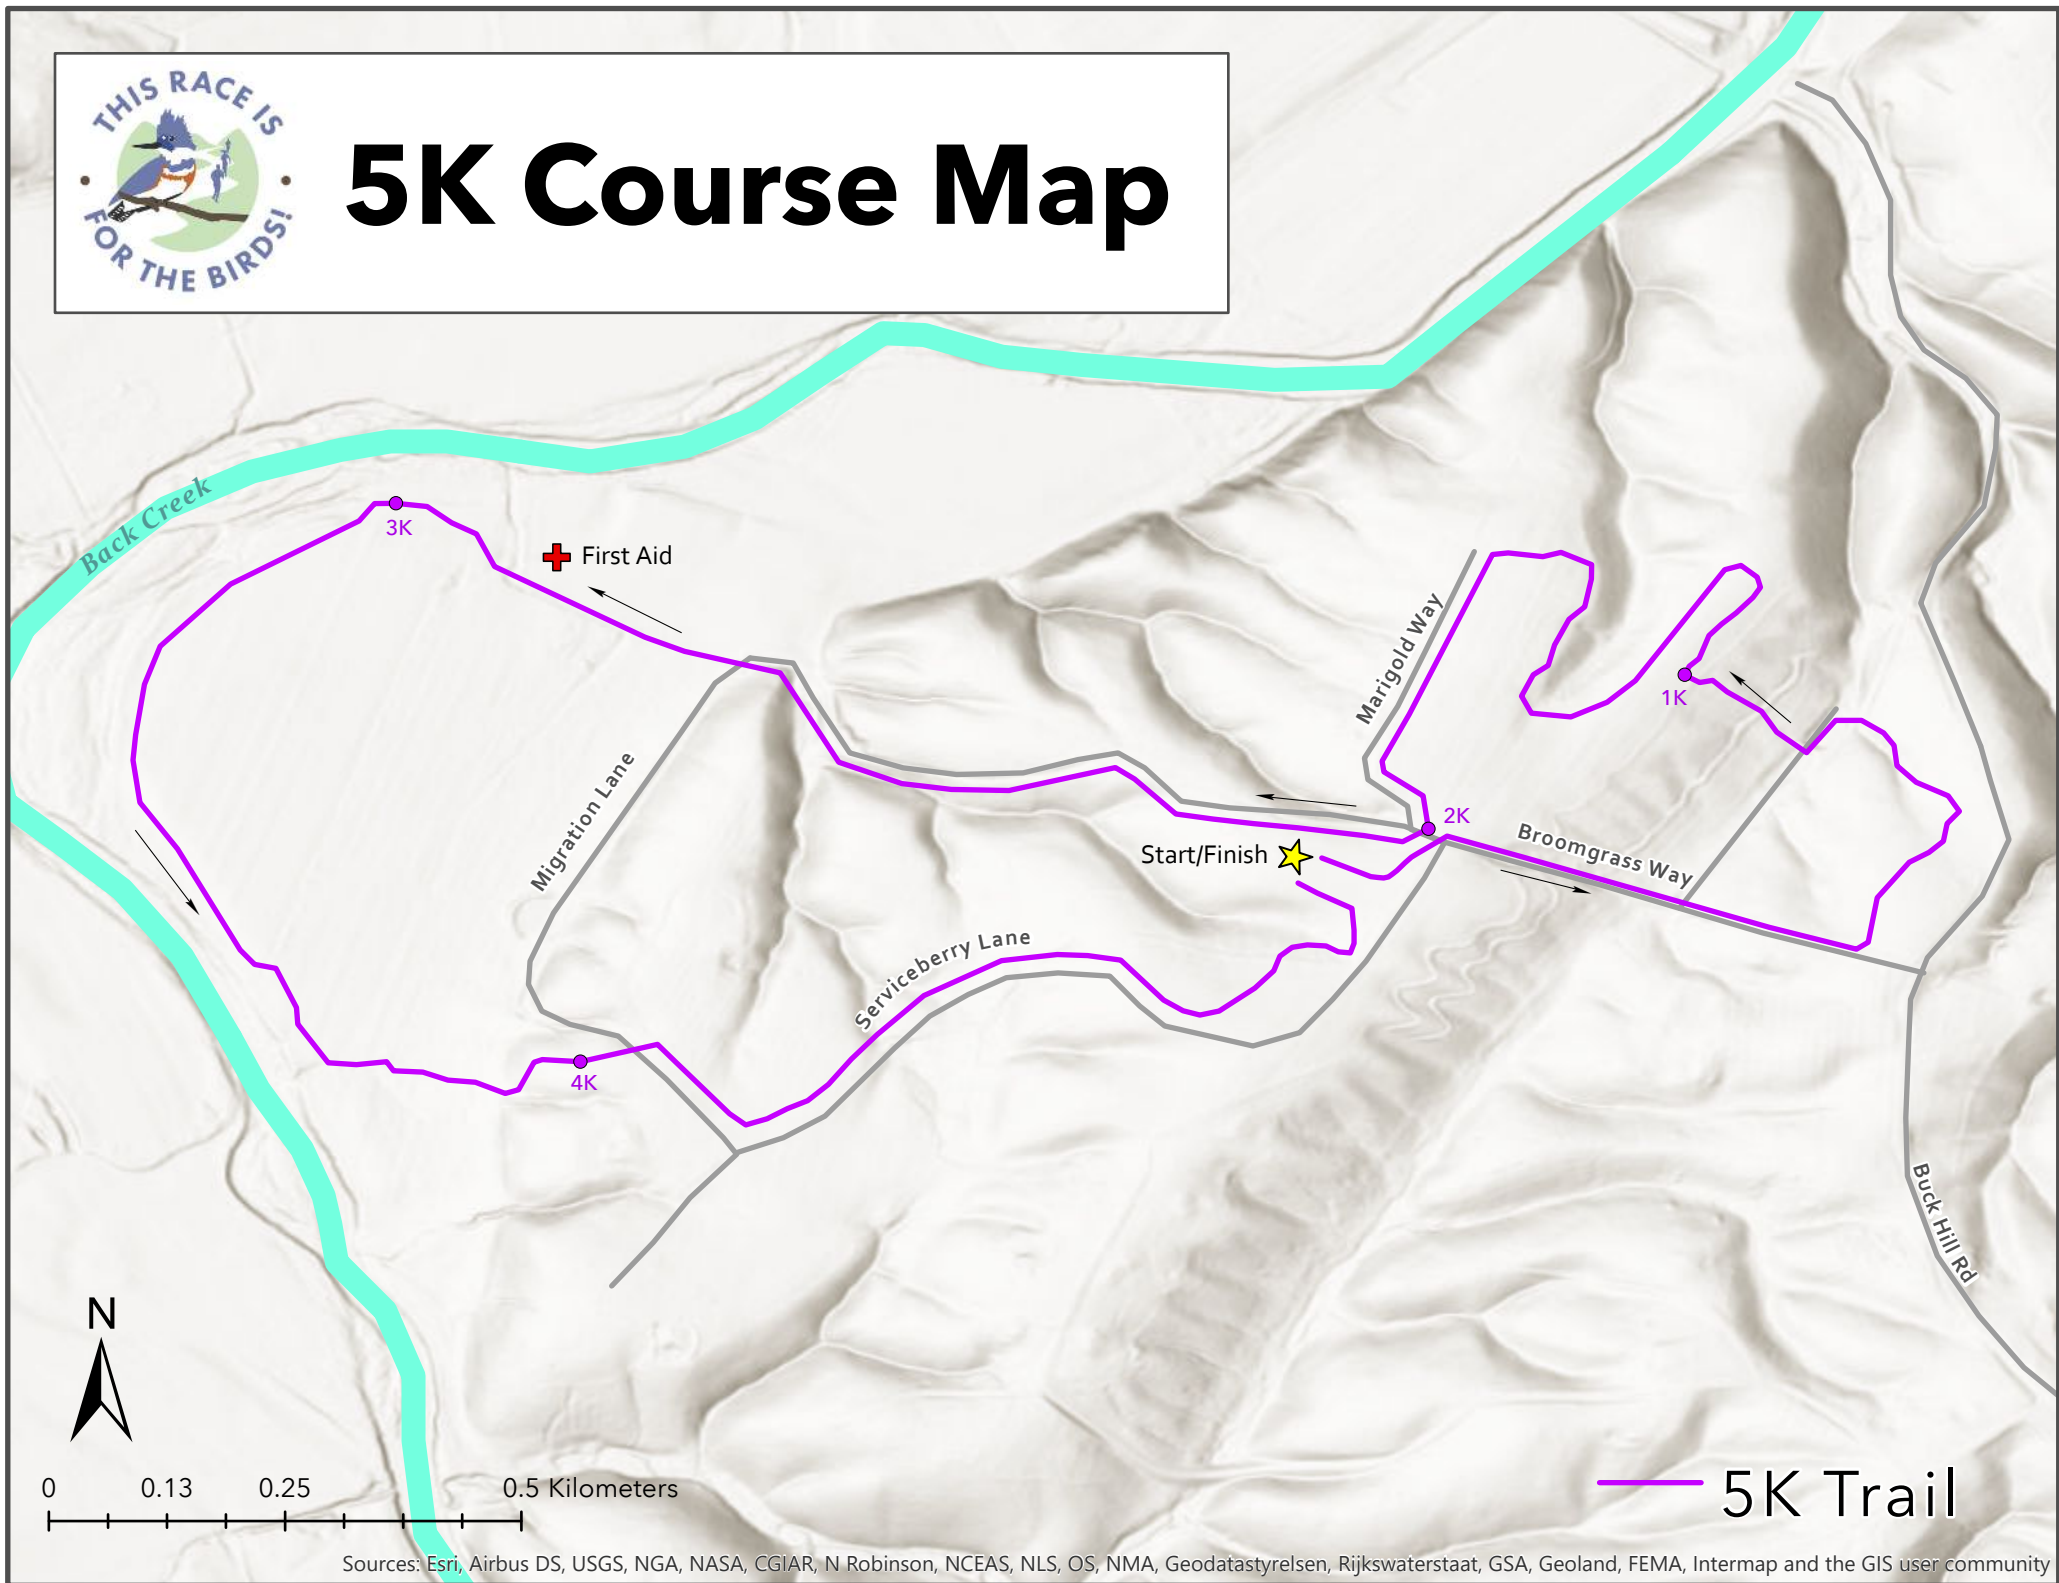 THIS RACE IS
FOR THE BIRDS!
5K Course Map
Back Creek
3K
First Aid
Marigold Way
1K
2K
Start/Finish
Broomgrass Way
Migration Lane
Serviceberry Lane
4K
Buck Hill Rd
N
0 0.13 0.25 0.5 Kilometers
5K Trail
Sources: Esri, Airbus DS, USGS, NGA, NASA, CGIAR, N Robinson, NCEAS, NLS, OS, NMA, Geodatastyrelsen, Rijkswaterstaat, GSA, Geoland, FEMA, Intermap and the GIS user community